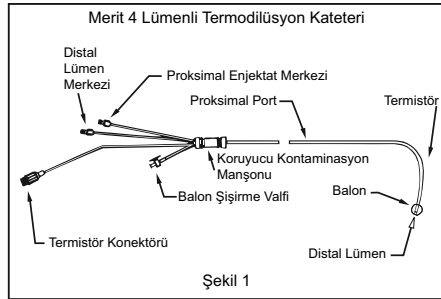 Merit 4 Lümenli Termodilüsyon Kateteri
Distal
Lümen
Merkezi
Proksimal Enjektat Merkezi
Proksimal Port
Termistör
Koruyucu Kontaminasyon
Manşonu
Balon Şişirme Valfi
Balon
Termistör Konektörü
Distal Lümen
Şekil 1